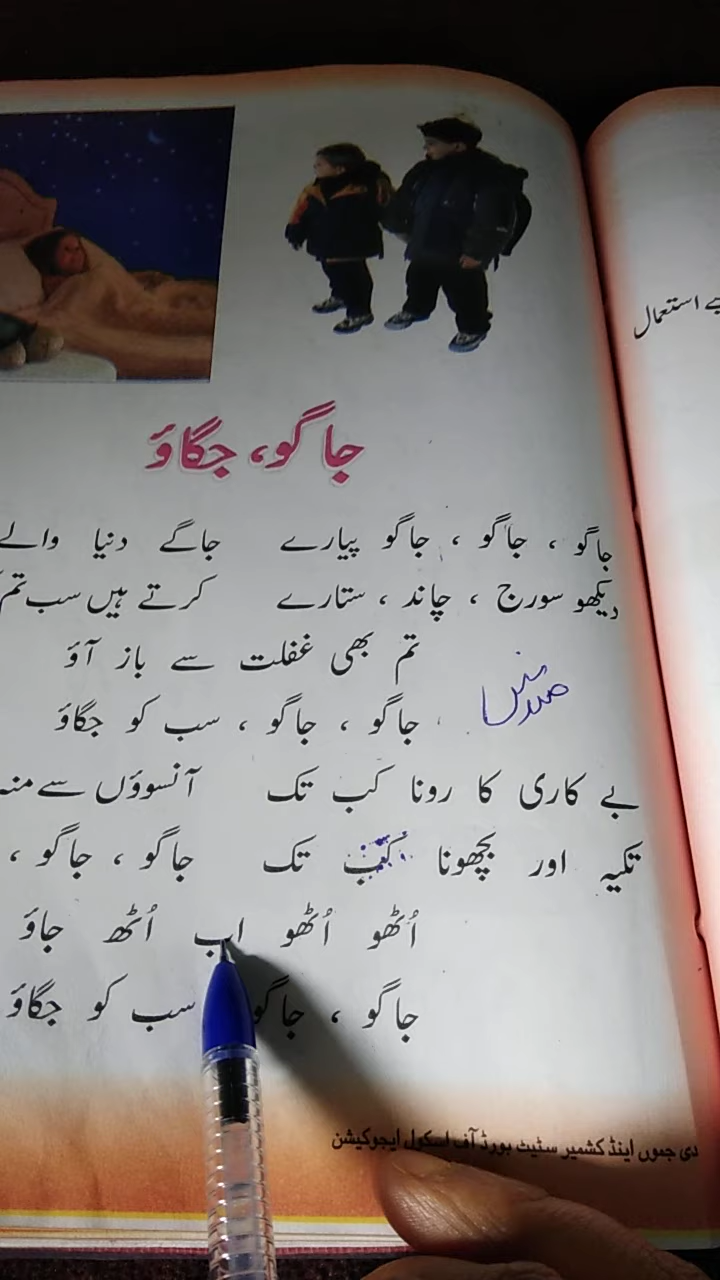 جاگو، جگاؤ
جاگو ، جاگو ، جاگو پیارے جاگے دنیا والے
دیکھو سورج ، چاند ، ستارے کرتے ہیں سب تم
تم بھی غفلت سے باز آؤ
جاگو ، جاگو ، سب کو جگاؤ
بے کاری کا رونا کب تک آنسوؤں سے منہ
تکیہ اور بچھونا کب تک جاگو ، جاگو ،
اُٹھو اُٹھو اب اُٹھ جاؤ
جاگو ، جاگو سب کو جگاؤ
دی جموں اینڈ کشمیر سٹیٹ بورڈ آف اسکول ایجوکیشن
استعمال